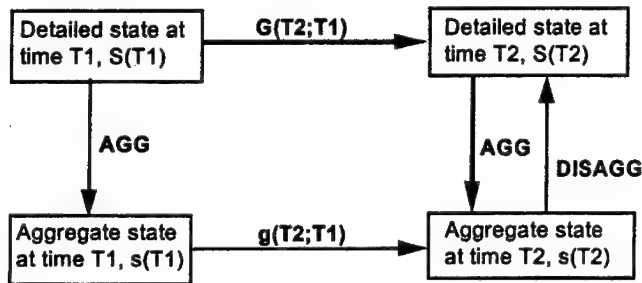 Detailed state at
time T1, S(T1)
G(T2;T1)
Detailed state at
time T2, S(T2)
AGG
AGG
DISAGG
Aggregate state
at time T1, s(T1)
g(T2;T1)
Aggregate state
at time T2, s(T2)